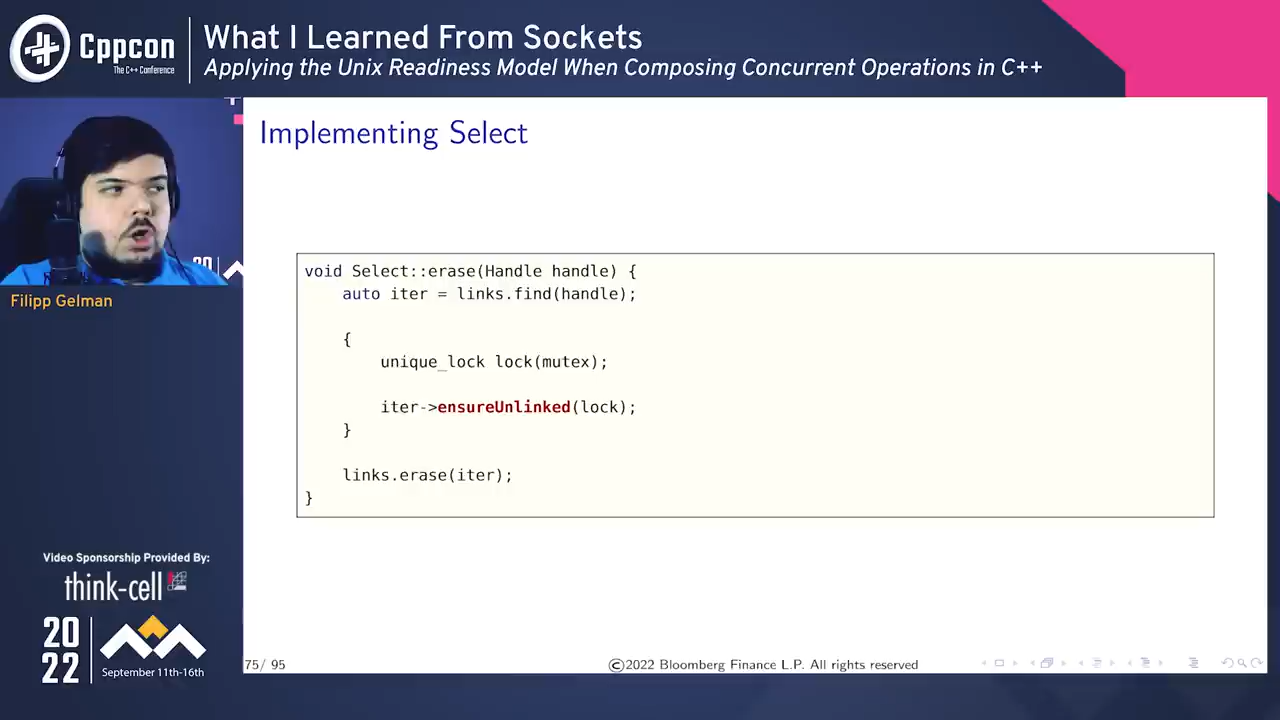 Cppcon
The C++ Conference
What I Learned From Sockets
Applying the Unix Readiness Model When Composing Concurrent Operations in C++
Filipp Gelman
Implementing Select
void Select::erase(Handle handle) {
auto iter = links.find(handle);
{
unique_lock lock(mutex);
iter->ensureUnlinked(lock);
}
links.erase(iter);
}
Video Sponsorship Provided By:
think-cell
20
22
September 11th-16th
75/ 95
©2022 Bloomberg Finance L.P. All rights reserved